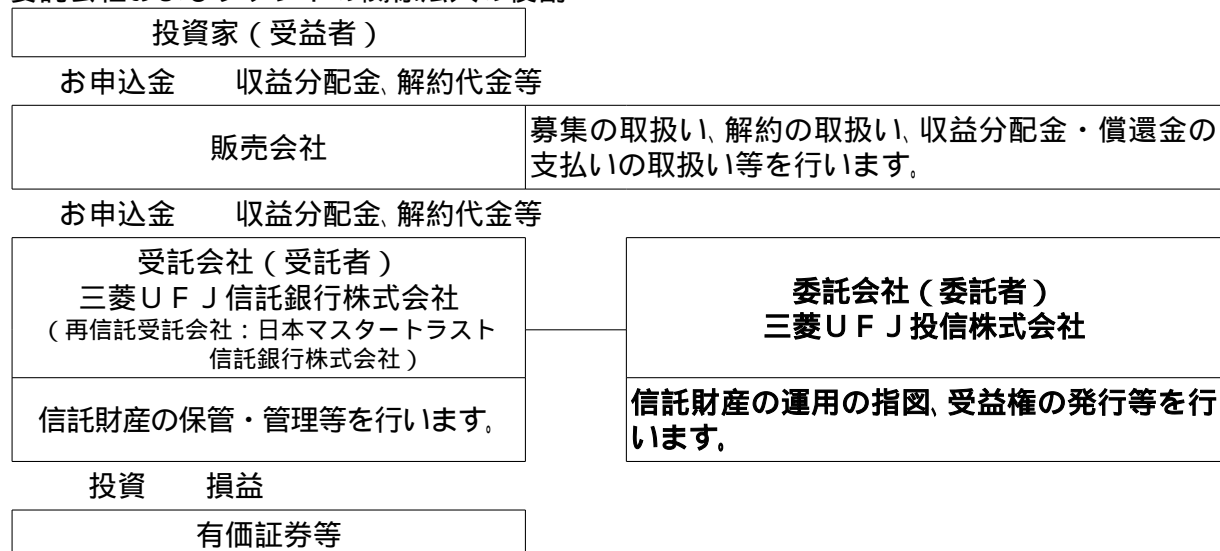 投資家（受益者）
お申込金　収益分配金、解約代金等
販売会社
募集の取扱い、解約の取扱い、収益分配金・償還金の
支払いの取扱い等を行います。
お申込金　収益分配金、解約代金等
受託会社（受託者）
三菱ＵＦＪ信託銀行株式会社
（再信託受託会社：日本マスタートラスト
信託銀行株式会社）
委託会社（委託者）
三菱ＵＦＪ投信株式会社
信託財産の保管・管理等を行います。
信託財産の運用の指図、受益権の発行等を行
います。
投資　損益
有価証券等